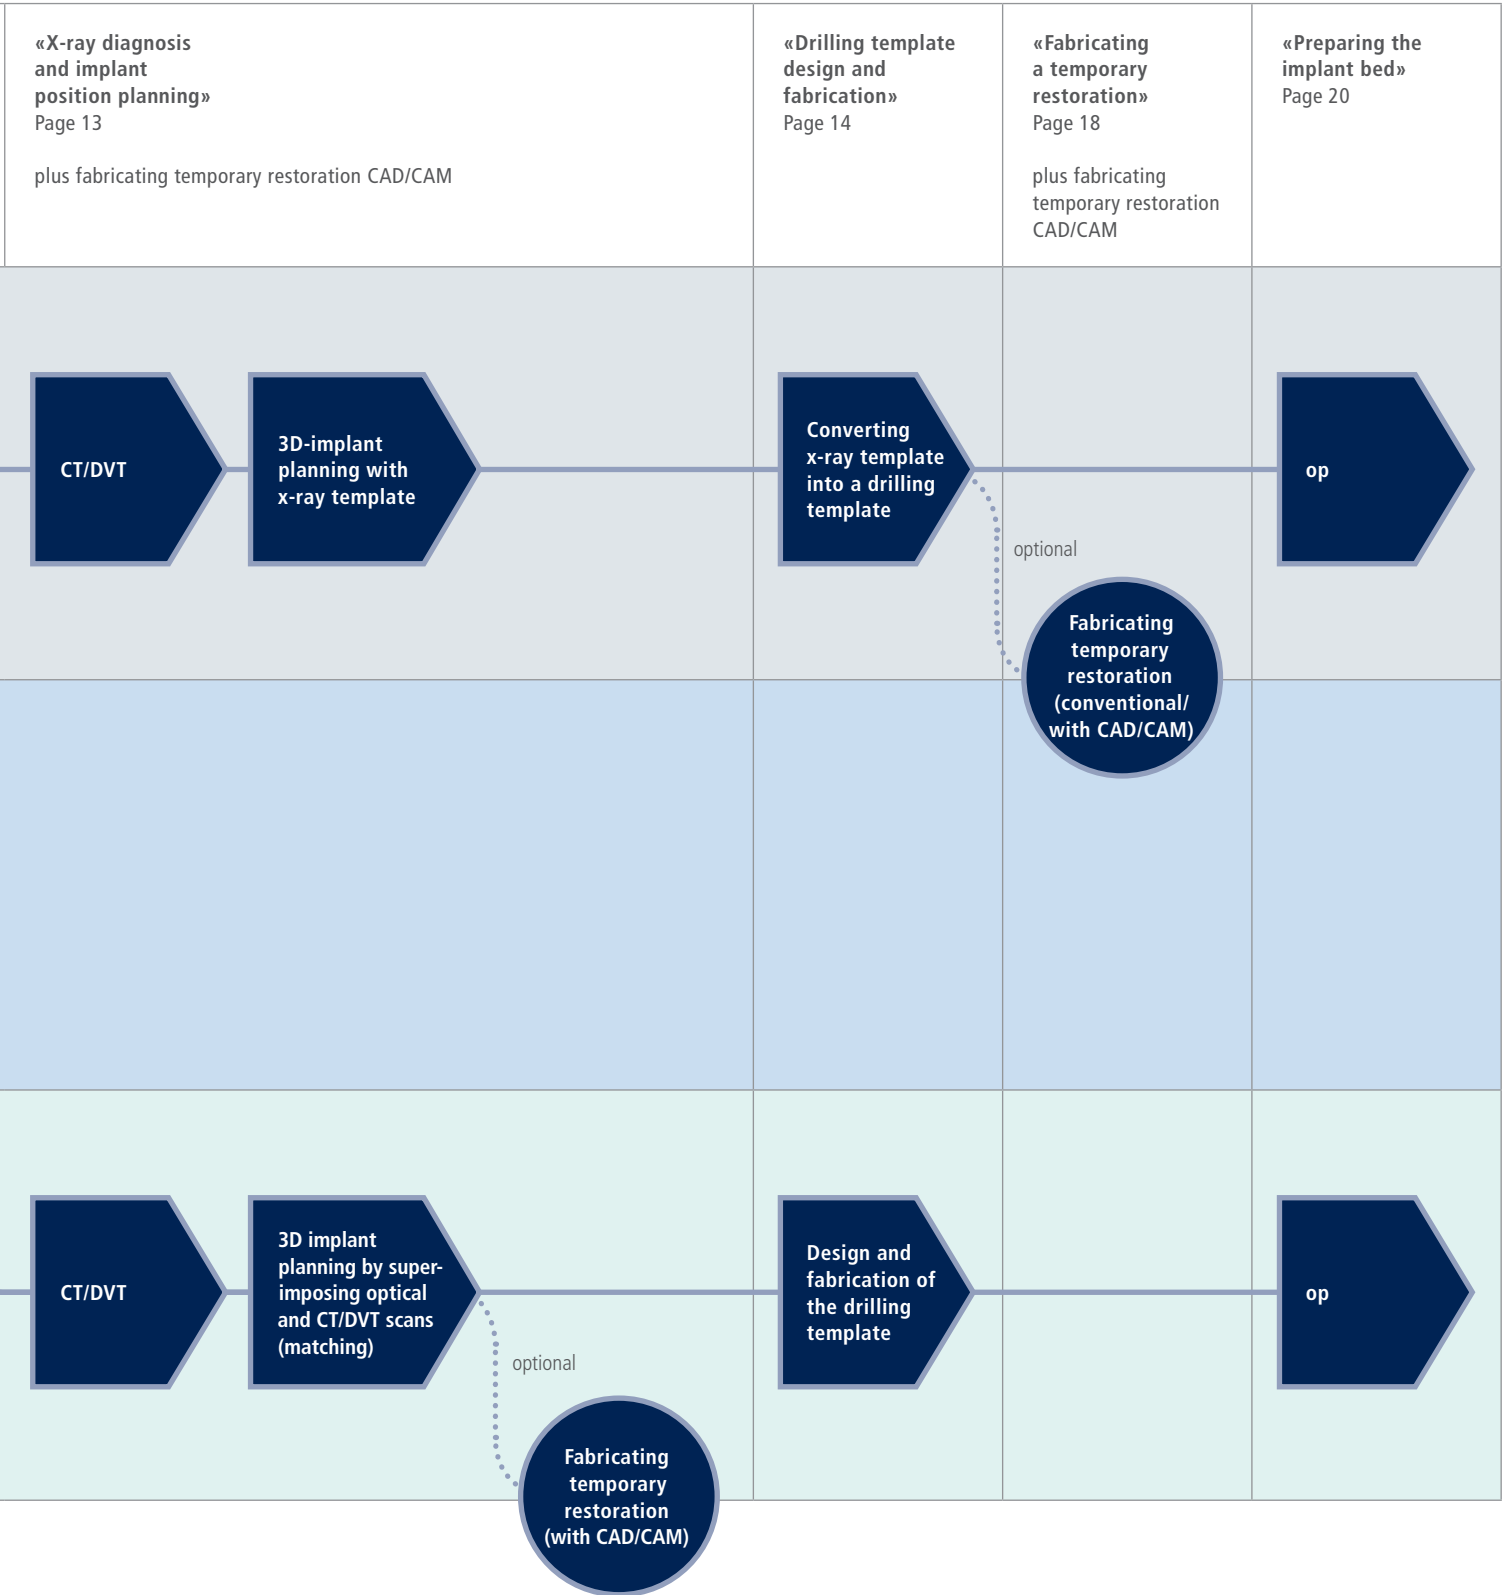 «X-ray diagnosis
and implant
position planning»
Page 13
plus fabricating temporary restoration CAD/CAM
«Drilling template
design and
fabrication»
Page 14
«Fabricating
a temporary
restoration»
Page 18
plus fabricating
temporary restoration
CAD/CAM
«Preparing the
implant bed»
Page 20
CT/DVT
3D-implant
planning with
x-ray template
Converting
x-ray template
into a drilling
template
optional
Fabricating
temporary
restoration
(conventional/
with CAD/CAM)
op
CT/DVT
3D implant
planning by super-
imposing optical
and CT/DVT scans
(matching)
optional
Fabricating
temporary
restoration
(with CAD/CAM)
Design and
fabrication of
the drilling
template
op